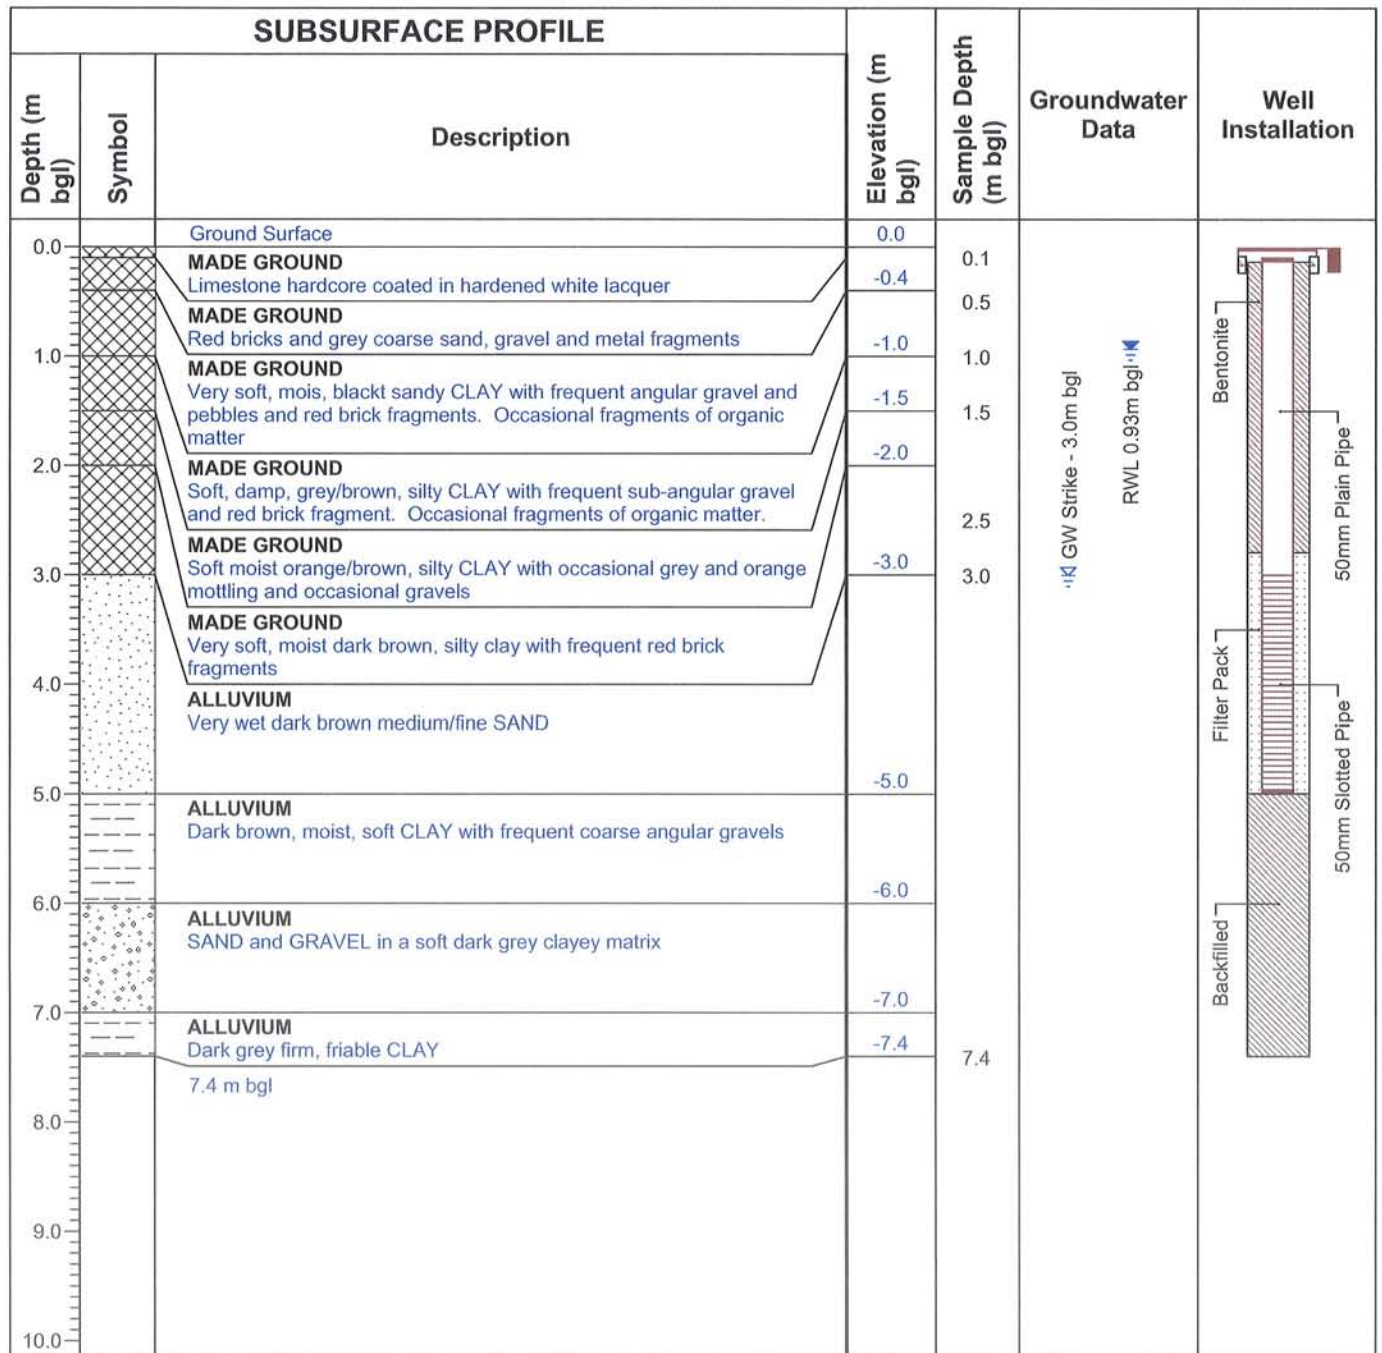 SUBSURFACE PROFILE
Depth (m bgl)
Symbol
Description
Elevation (m bgl)
Sample Depth (m bgl)
Groundwater Data
Well Installation
Ground Surface
MADE GROUND
Limestone hardcore coated in hardened white lacquer
MADE GROUND
Red bricks and grey coarse sand, gravel and metal fragments
MADE GROUND
Very soft, mois, blackt sandy CLAY with frequent angular gravel and
pebbles and red brick fragments. Occasional fragments of organic
matter
MADE GROUND
Soft, damp, grey/brown, silty CLAY with frequent sub-angular gravel
and red brick fragment. Occasional fragments of organic matter.
MADE GROUND
Soft moist orange/brown, silty CLAY with occasional grey and orange
mottling and occasional gravels
MADE GROUND
Very soft, moist dark brown, silty clay with frequent red brick
fragments
ALLUVIUM
Very wet dark brown medium/fine SAND
ALLUVIUM
Dark brown, moist, soft CLAY with frequent coarse angular gravels
ALLUVIUM
SAND and GRAVEL in a soft dark grey clayey matrix
ALLUVIUM
Dark grey firm, friable CLAY
7.4 m bgl
0.0
1.0
2.0
3.0
4.0
5.0
6.0
7.0
8.0
9.0
10.0
0.0
-0.4
-1.0
-1.5
-2.0
-3.0
-5.0
-6.0
-7.0
-7.4
0.1
0.5
1.0
1.5
2.5
3.0
7.4
GW Strike - 3.0m bgl
RWL 0.93m bgl
Bentonite
50mm Plain Pipe
Filter Pack
50mm Slotted Pipe
Backfilled